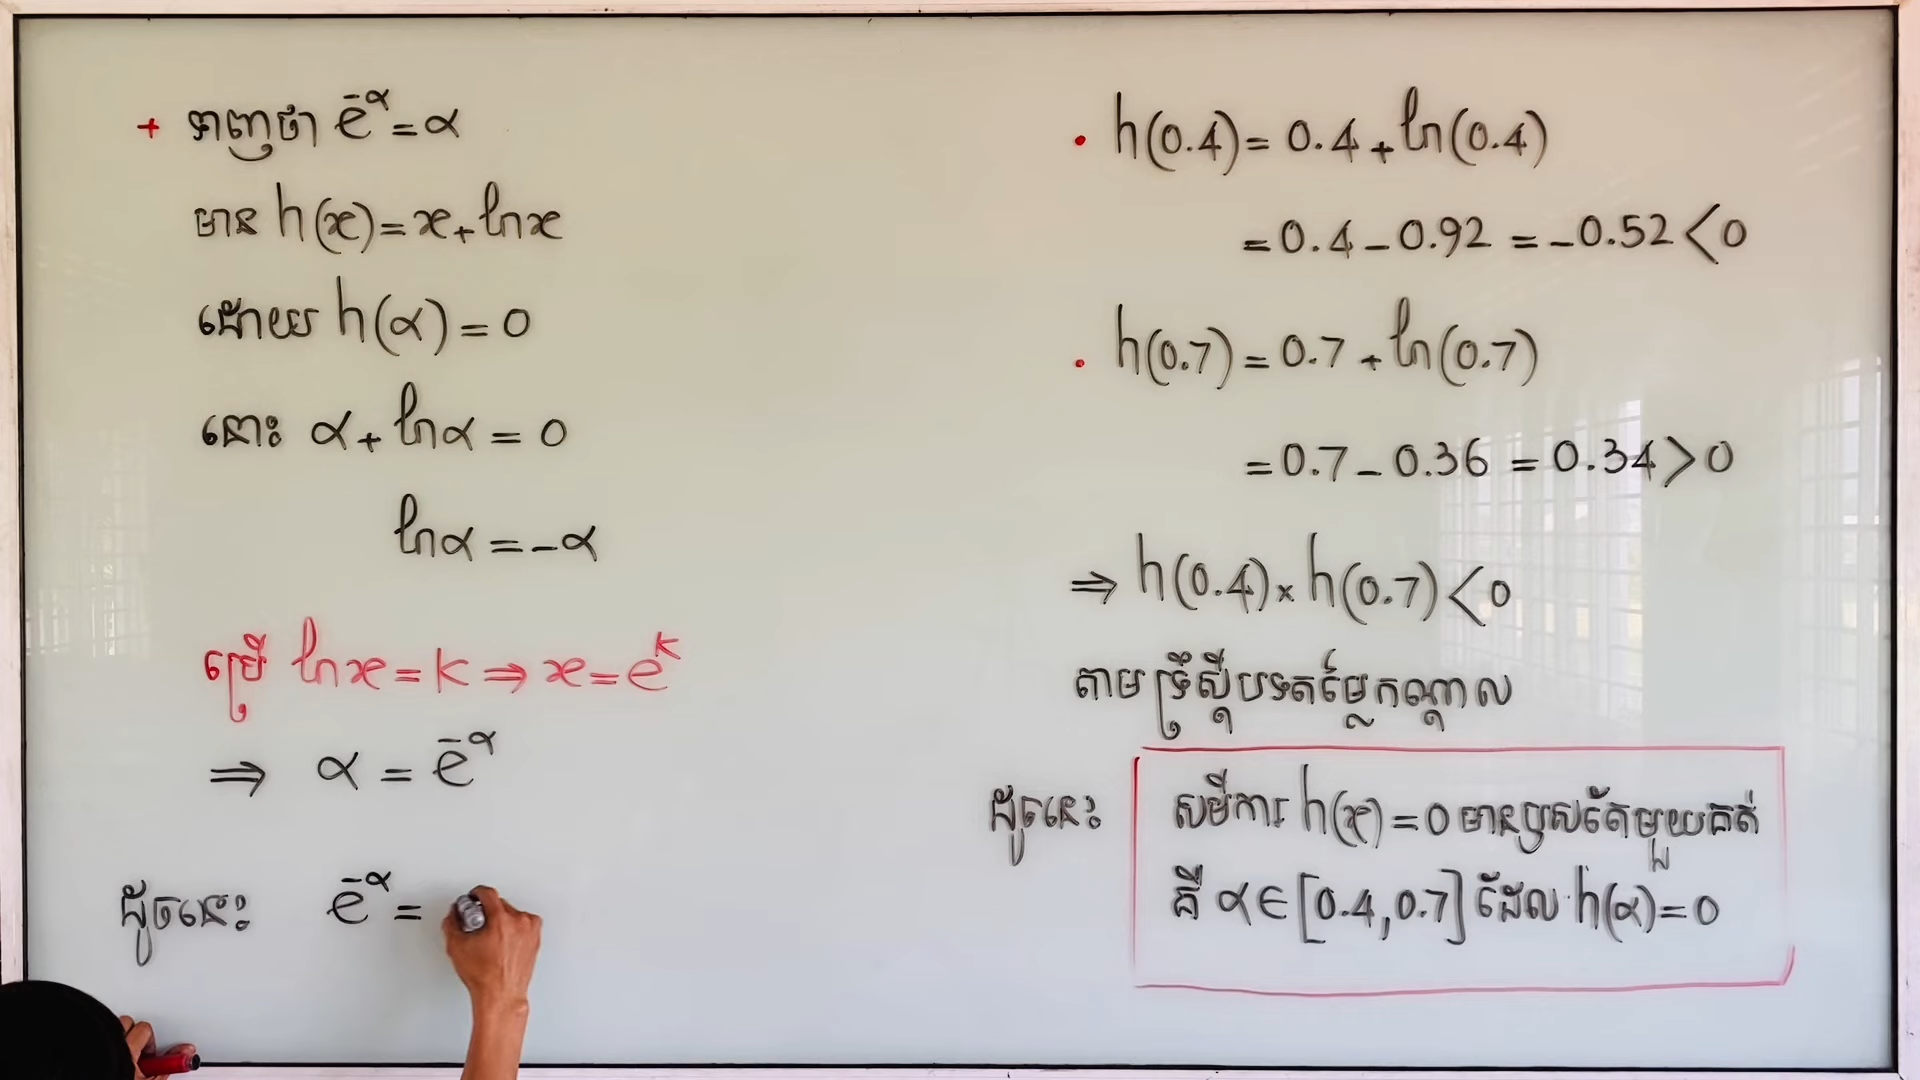 + ទាញថា e^-α = α
មាន h(x) = x + lnx
ដោយ h(α) = 0
នោះ α + lnα = 0
lnα = -α
ប្រើ lnx = k ⇒ x = e^k
⇒ α = e^-α
ដូចនេះ e^-α =
• h(0.4) = 0.4 + ln(0.4)
= 0.4 - 0.92 = -0.52 < 0
• h(0.7) = 0.7 + ln(0.7)
= 0.7 - 0.36 = 0.34 > 0
⇒ h(0.4) × h(0.7) < 0
តាមទ្រឹស្តីបទតម្លៃកណ្តាល
ដូចនេះ សមីការ h(x) = 0 មានឫសតែមួយគត់
គឺ α ∈ [0.4, 0.7] ដែល h(α) = 0